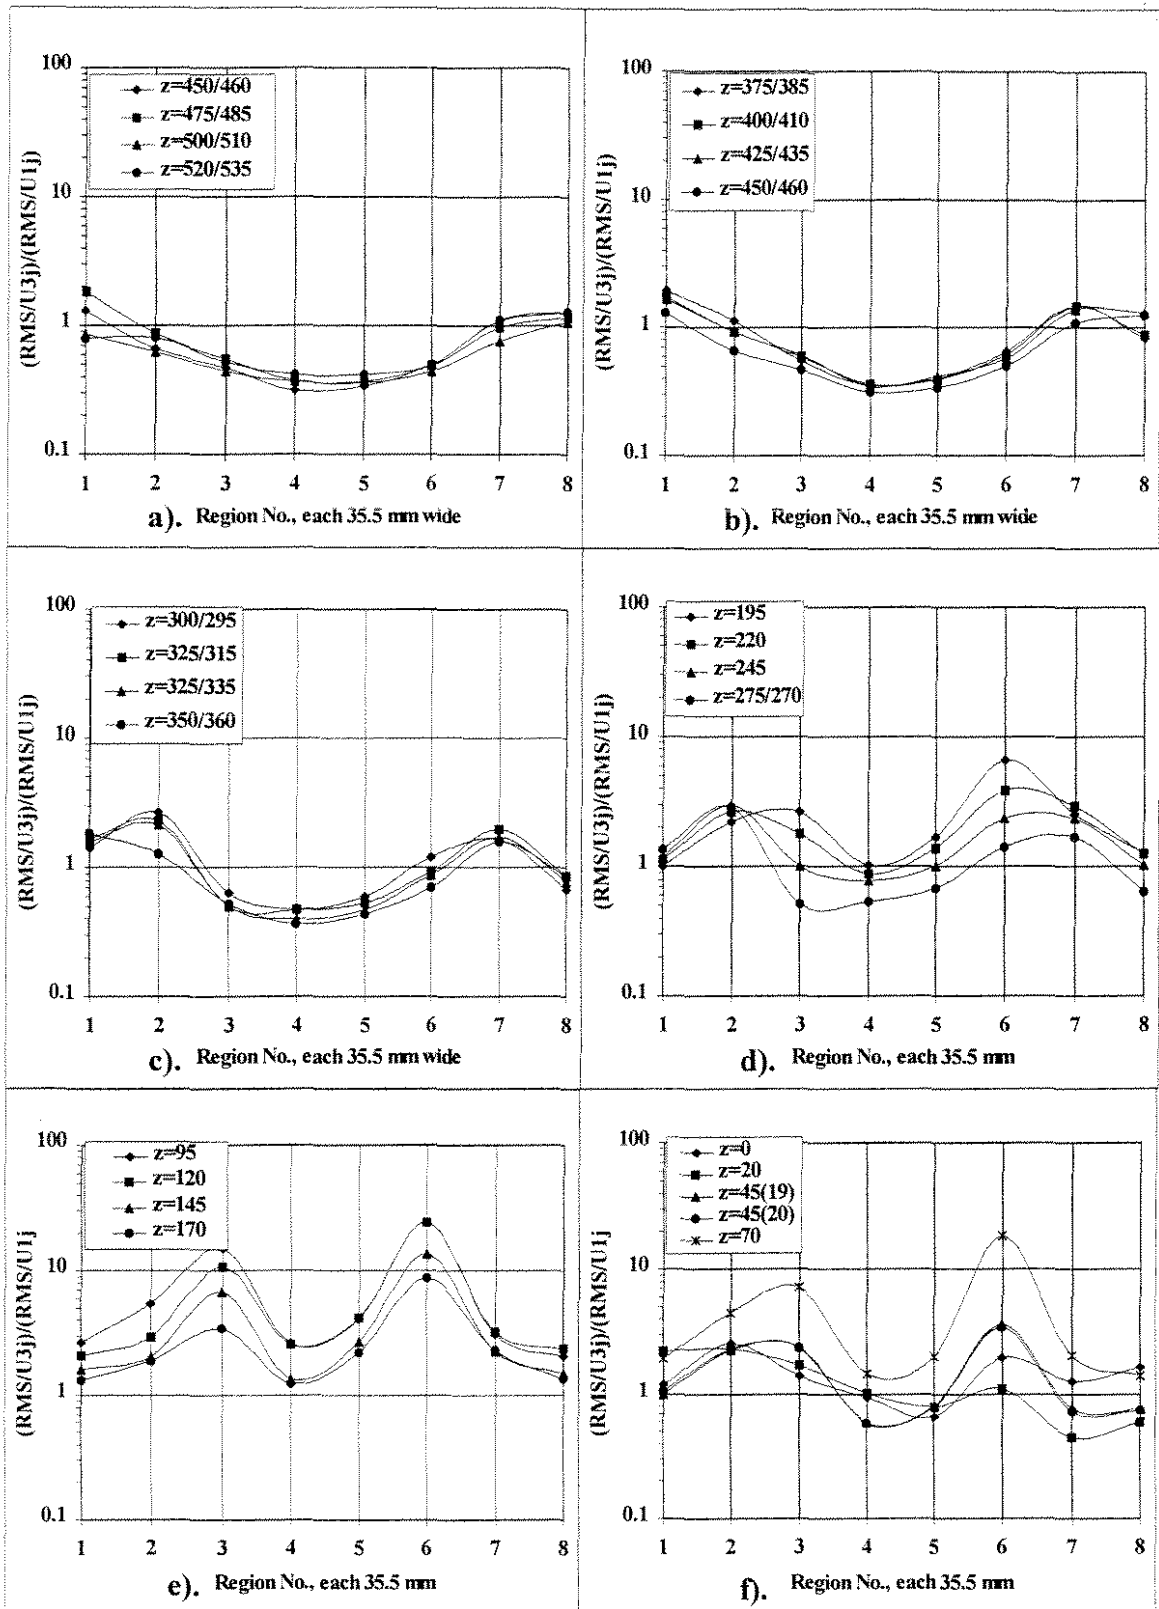 100
10
1
0.1
(RMS/U3j)/(RMS/U1j)
z=450/460
z=475/485
z=500/510
z=520/535
1 2 3 4 5 6 7 8
a). Region No., each 35.5 mm wide
100
10
1
0.1
(RMS/U3j)/(RMS/U1j)
z=375/385
z=400/410
z=425/435
z=450/460
1 2 3 4 5 6 7 8
b). Region No., each 35.5 mm wide
100
10
1
0.1
(RMS/U3j)/(RMS/U1j)
z=300/295
z=325/315
z=325/335
z=350/360
1 2 3 4 5 6 7 8
c). Region No., each 35.5 mm wide
100
10
1
0.1
(RMS/U3j)/(RMS/U1j)
z=195
z=220
z=245
z=275/270
1 2 3 4 5 6 7 8
d). Region No., each 35.5 mm
100
10
1
0.1
(RMS/U3j)/(RMS/U1j
z=95
z=120
z=145
z=170
1 2 3 4 5 6 7 8
e). Region No., each 35.5 mm
100
10
1
0.1
(RMS/U3j)/(RMS/U1j)
z=0
z=20
z=45(19)
z=45(20)
z=70
1 2 3 4 5 6 7 8
f). Region No., each 35.5 mm